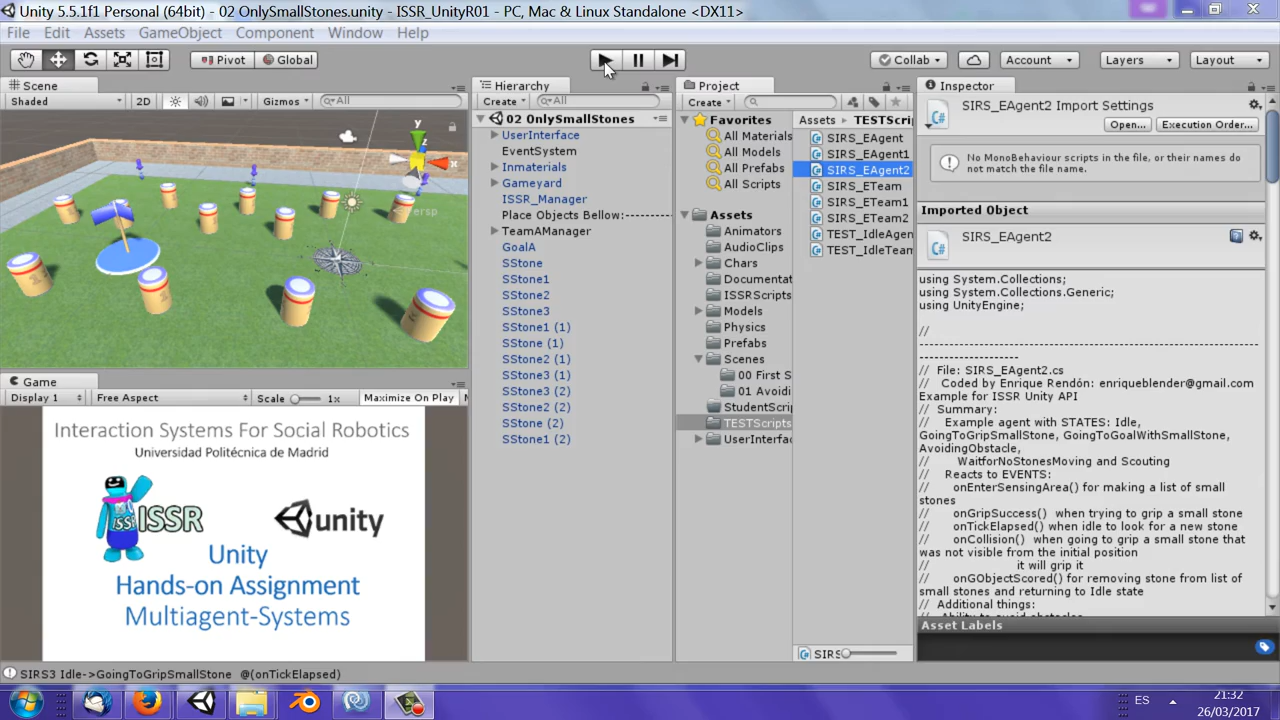 Unity 5.5.1f1 Personal (64bit) - 02 OnlySmallStones.unity - ISSR_UnityR01 - PC, Mac & Linux Standalone <DX11>
File Edit Assets GameObject Component Window Help
Pivot Global Collab Account Layers Layout
Scene
Shaded 2D Gizmos All
y
x
z
Persp
Hierarchy
Create All
02 OnlySmallStones
UserInterface
EventSystem
Inmaterials
Gameyard
ISSR_Manager
Place Objects Bellow:----------
TeamAManager
GoalA
SStone
SStone1
SStone2
SStone3
SStone1 (1)
SStone (1)
SStone2 (1)
SStone3 (1)
SStone3 (2)
SStone2 (2)
SStone (2)
SStone1 (2)
Project
Create
Favorites
All Materials
All Models
All Prefabs
All Scripts
Assets
Animators
AudioClips
Chars
Documentat
ISSRScripts
Models
Physics
Prefabs
Scenes
00 First S
01 Avoidi
StudentScrip
TESTScripts
UserInterfac
Assets TESTScrip
SIRS_EAgent
SIRS_EAgent1
SIRS_EAgent2
SIRS_ETeam
SIRS_ETeam1
SIRS_ETeam2
TEST_IdleAgen
TEST_IdleTeam
SIRS
Inspector
SIRS_EAgent2 Import Settings
Open... Execution Order...
No MonoBehaviour scripts in the file, or their names do
not match the file name.
Imported Object
SIRS_EAgent2
using System.Collections;
using System.Collections.Generic;
using UnityEngine;
//
----------------------------------------------------------------
--------------------
// File: SIRS_EAgent2.cs
// Coded by Enrique Rendón: enriqueblender@gmail.com
Example for ISSR Unity API
// Summary:
// Example agent with STATES: Idle,
GoingToGripSmallStone, GoingToGoalWithSmallStone,
AvoidingObstacle,
// WaitforNoStonesMoving and Scouting
// Reacts to EVENTS:
// onEnterSensingArea() for making a list of small
stones
// onGripSuccess() when trying to grip a small stone
// onTickElapsed() when idle to look for a new stone
// onCollision() when going to grip a small stone that
was not visible from the initial position
// it will grip it
// onGObjectScored() for removing stone from list of
small stones and returning to Idle state
// Additional things:
Asset Labels
Game
Display 1 Free Aspect Scale 1x Maximize On Play
Interaction Systems For Social Robotics
Universidad Politécnica de Madrid
ISSR
ISSR
unity
Unity
Hands-on Assignment
Multiagent-Systems
SIRS3 Idle->GoingToGripSmallStone @(onTickElapsed)
ES
21:32
26/03/2017